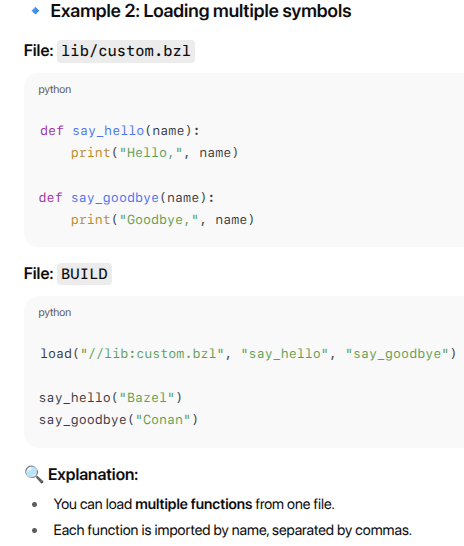 🔹 Example 2: Loading multiple symbols
File: lib/custom.bzl
python
def say_hello(name):
    print("Hello,", name)
def say_goodbye(name):
    print("Goodbye,", name)
File: BUILD
python
load("//lib:custom.bzl", "say_hello", "say_goodbye")
say_hello("Bazel")
say_goodbye("Conan")
🔍 Explanation:
• You can load multiple functions from one file.
• Each function is imported by name, separated by commas.